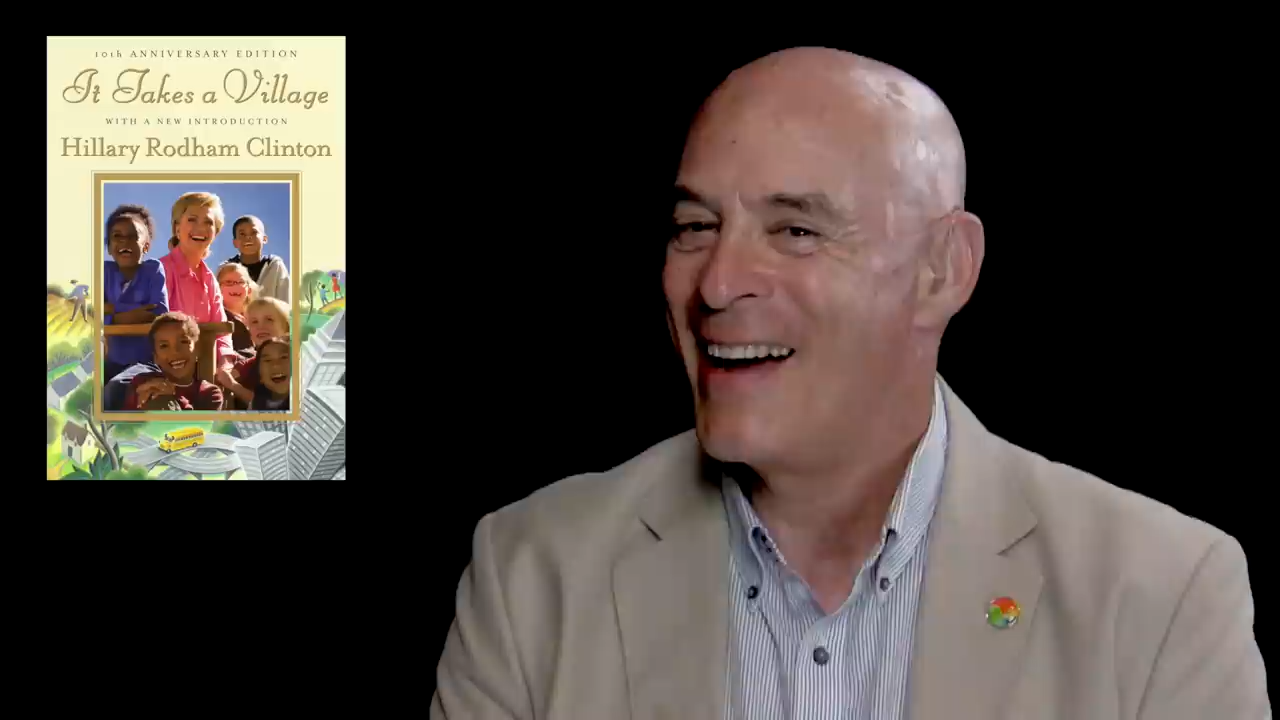 10th ANNIVERSARY EDITION
It Takes a Village
WITH A NEW INTRODUCTION
Hillary Rodham Clinton